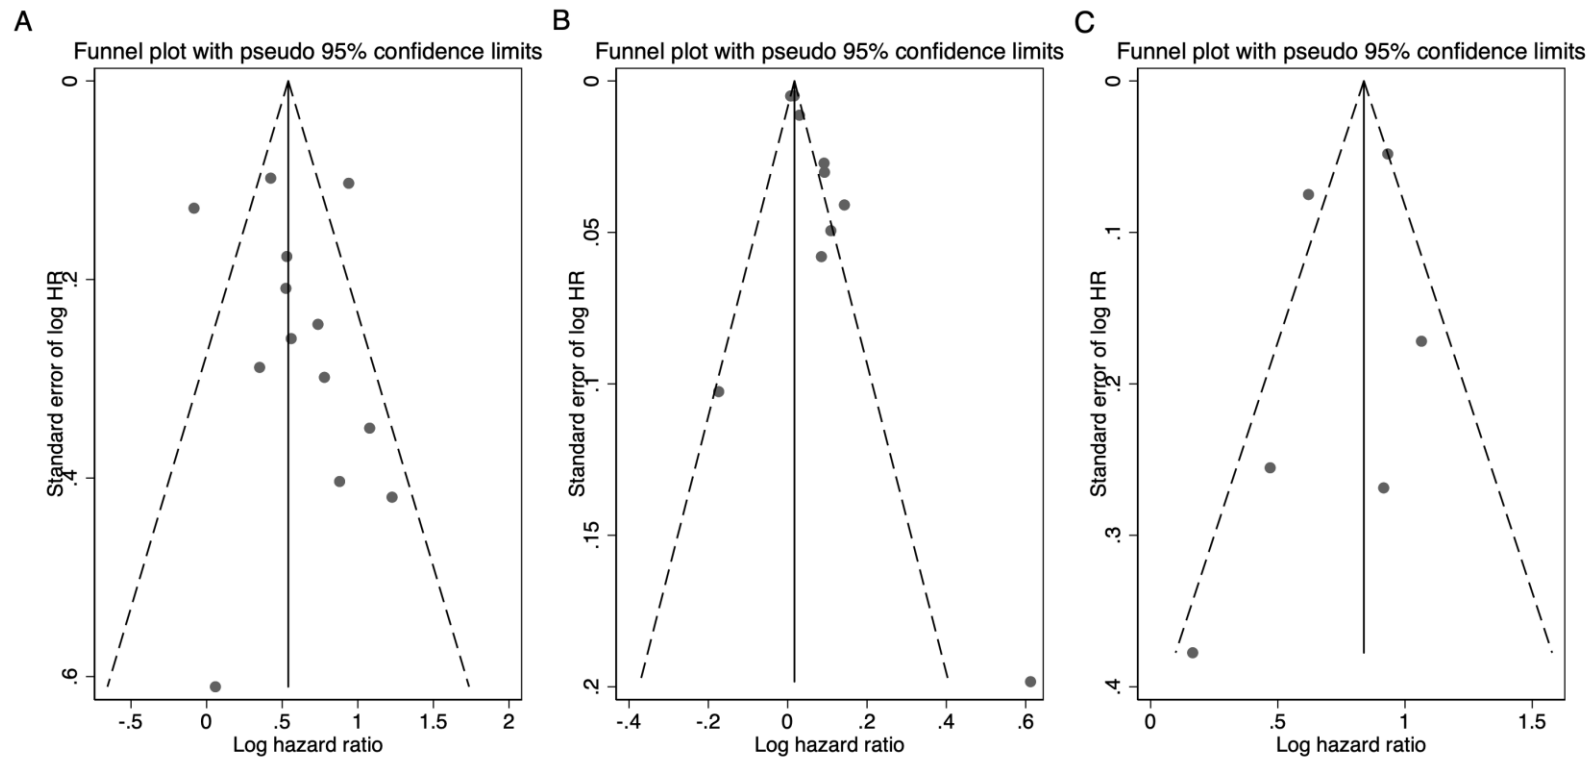 A
Funnel plot with pseudo 95% confidence limits
0
.2
.4
.6
Standard error of log HR
-.5
0
.5
1
1.5
2
Log hazard ratio
B
Funnel plot with pseudo 95% confidence limits
0
.05
.1
.15
.2
Standard error of log HR
-.4
-.2
0
.2
.4
.6
Log hazard ratio
C
Funnel plot with pseudo 95% confidence limits
0
.1
.2
.3
.4
Standard error of log HR
0
.5
1
1.5
Log hazard ratio